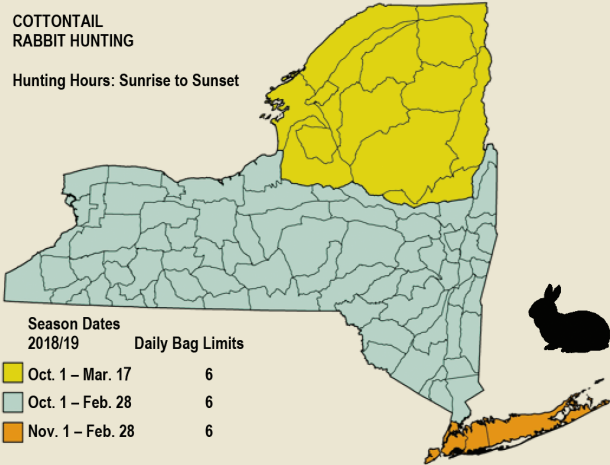 COTTONTAIL
RABBIT HUNTING
Hunting Hours: Sunrise to Sunset
Season Dates
2018/19 Daily Bag Limits
Oct. 1 – Mar. 17 6
Oct. 1 – Feb. 28 6
Nov. 1 – Feb. 28 6